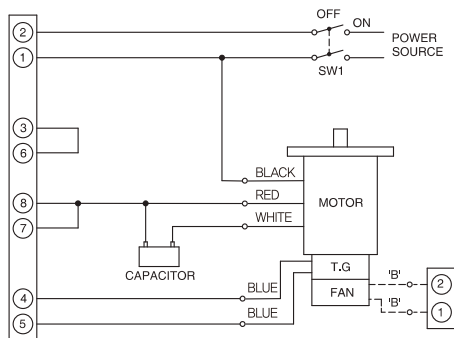 OFF
ON
② POWER
① SOURCE
SW1
③
⑥
BLACK
⑧ RED
MOTOR
WHITE
⑦
CAPACITOR
T.G
BLUE
'B'
④ FAN ②
BLUE
'B'
⑤ ①